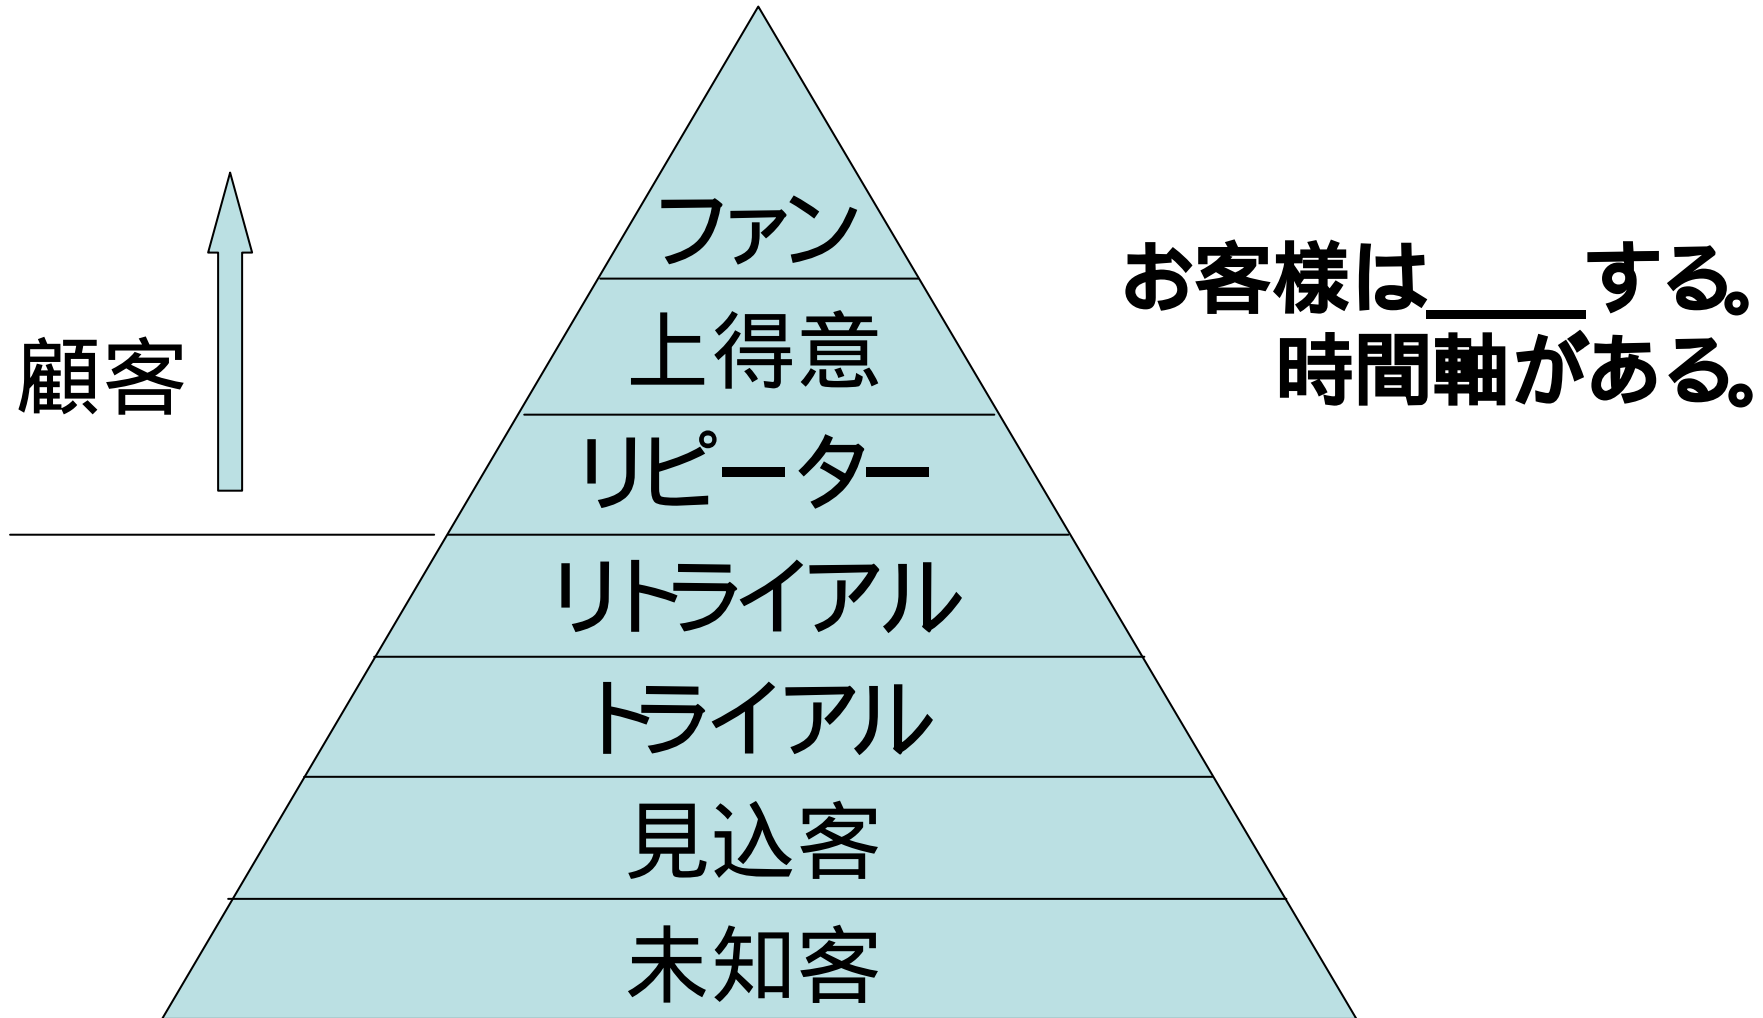 ファン
上得意
リピーター
リトライアル
トライアル
見込客
未知客
顧客
お客様は____する。
時間軸がある。